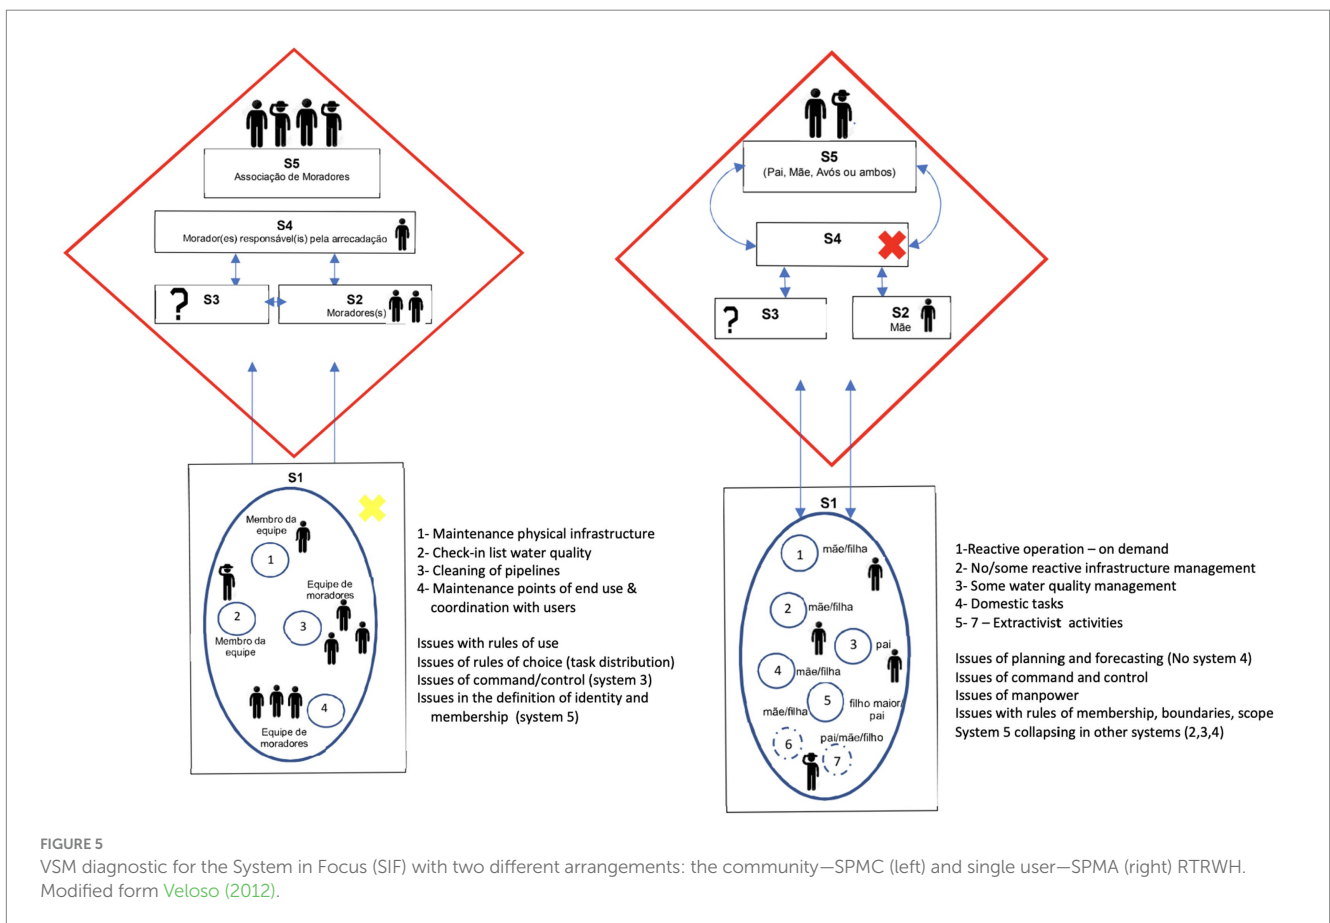 S5
Associação de Moradores
S4
Morador(es) responsável(is) pela arrecadação
?
S3
S2
Moradores(s)
S1
Membro da
equipe
1
2
Membro da
equipe
Equipe de
moradores
3
4
Equipe de
moradores
1- Maintenance physical infrastructure
2- Check-in list water quality
3- Cleaning of pipelines
4- Maintenance points of end use &
coordination with users
Issues with rules of use
Issues of rules of choice (task distribution)
Issues of command/control (system 3)
Issues in the definition of identity and
membership (system 5)
S5
(Pai, Mãe, Avós ou ambos)
S4
?
S3
S2
Mãe
S1
1
mãe/filha
2
mãe/filha
3
pai
4
mãe/filha
5
filho maior/
pai
mãe/filha
6
pai/mãe/filho
7
1-Reactive operation – on demand
2- No/some reactive infrastructure management
3- Some water quality management
4- Domestic tasks
5- 7 – Extractivist activities
Issues of planning and forecasting (No system 4)
Issues of command and control
Issues of manpower
Issues with rules of membership, boundaries, scope
System 5 collapsing in other systems (2,3,4)
FIGURE 5
VSM diagnostic for the System in Focus (SIF) with two different arrangements: the community—SPMC (left) and single user—SPMA (right) RTRWH.
Modified form Veloso (2012).